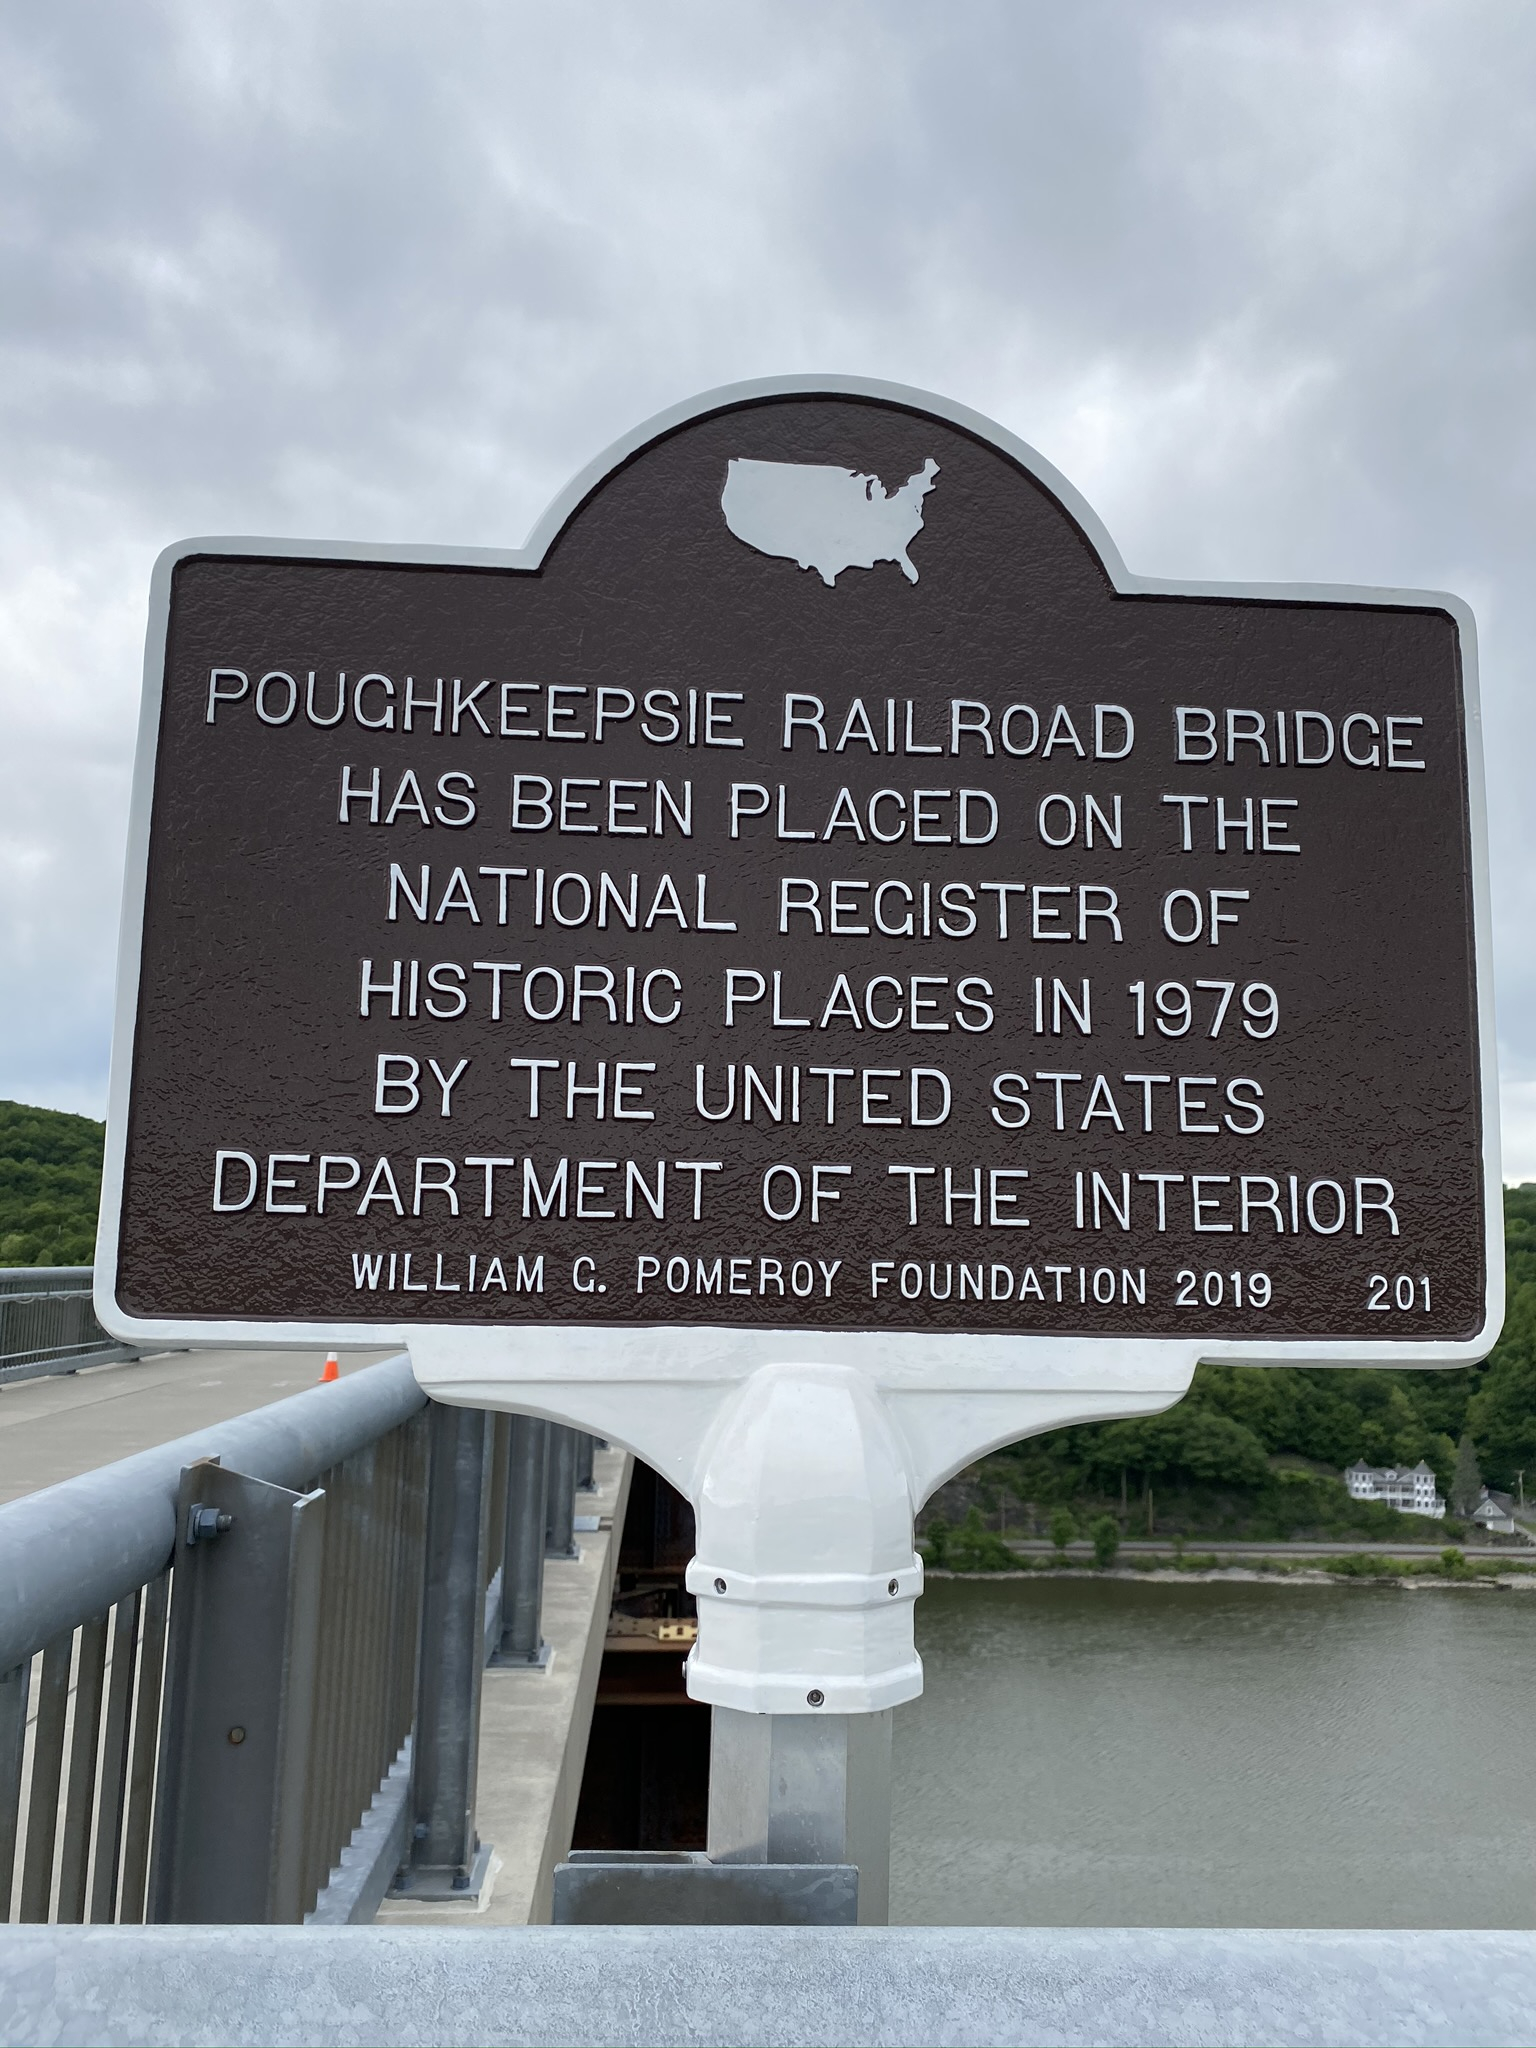 POUGHKEEPSIE RAILROAD BRIDGE
HAS BEEN PLACED ON THE
NATIONAL REGISTER OF
HISTORIC PLACES IN 1979
BY THE UNITED STATES
DEPARTMENT OF THE INTERIOR
WILLIAM G. POMEROY FOUNDATION 2019 201